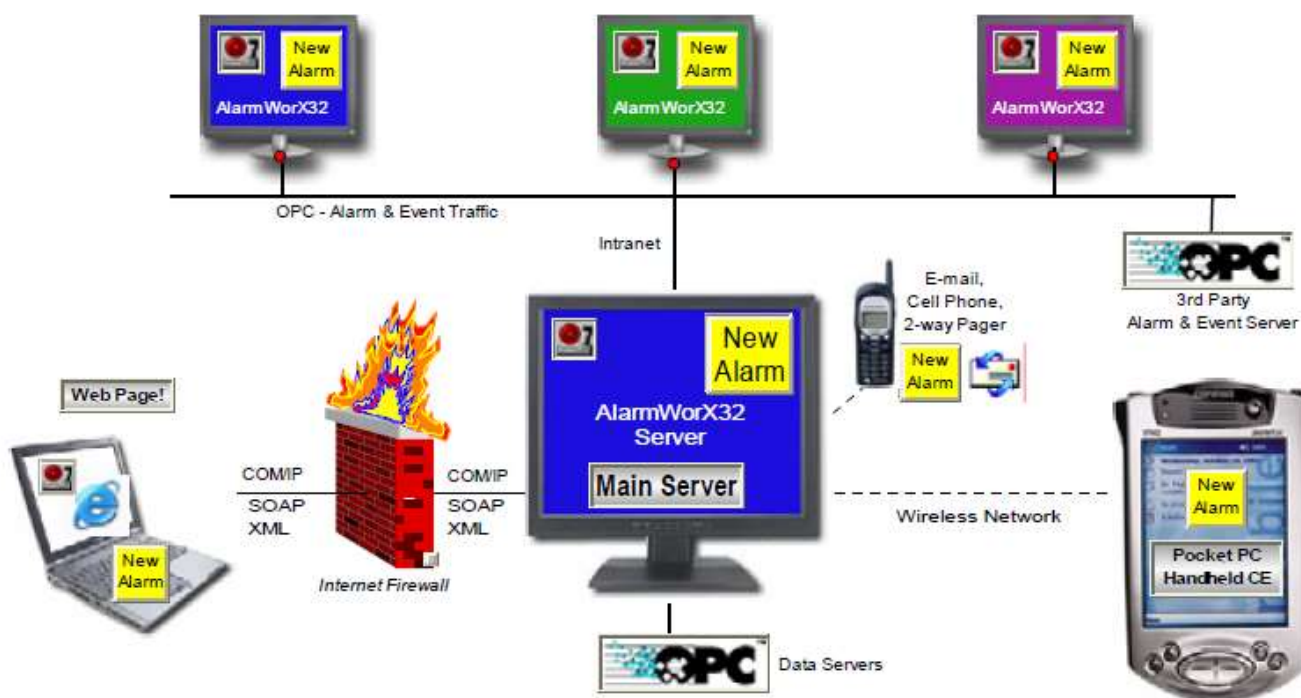 New
Alarm
AlarmWorX32
New
Alarm
AlarmWorX32
New
Alarm
AlarmWorX32
OPC - Alarm & Event Traffic
Intranet
OPC
3rd Party
Alarm & Event Server
E-mail,
Cell Phone,
2-way Pager
New
Alarm
New
Alarm
AlarmWorX32
Server
Main Server
Web Page!
New
Alarm
COM/IP
SOAP
XML
COM/IP
SOAP
XML
Internet Firewall
Wireless Network
New
Alarm
Pocket PC
Handheld CE
OPC
Data Servers